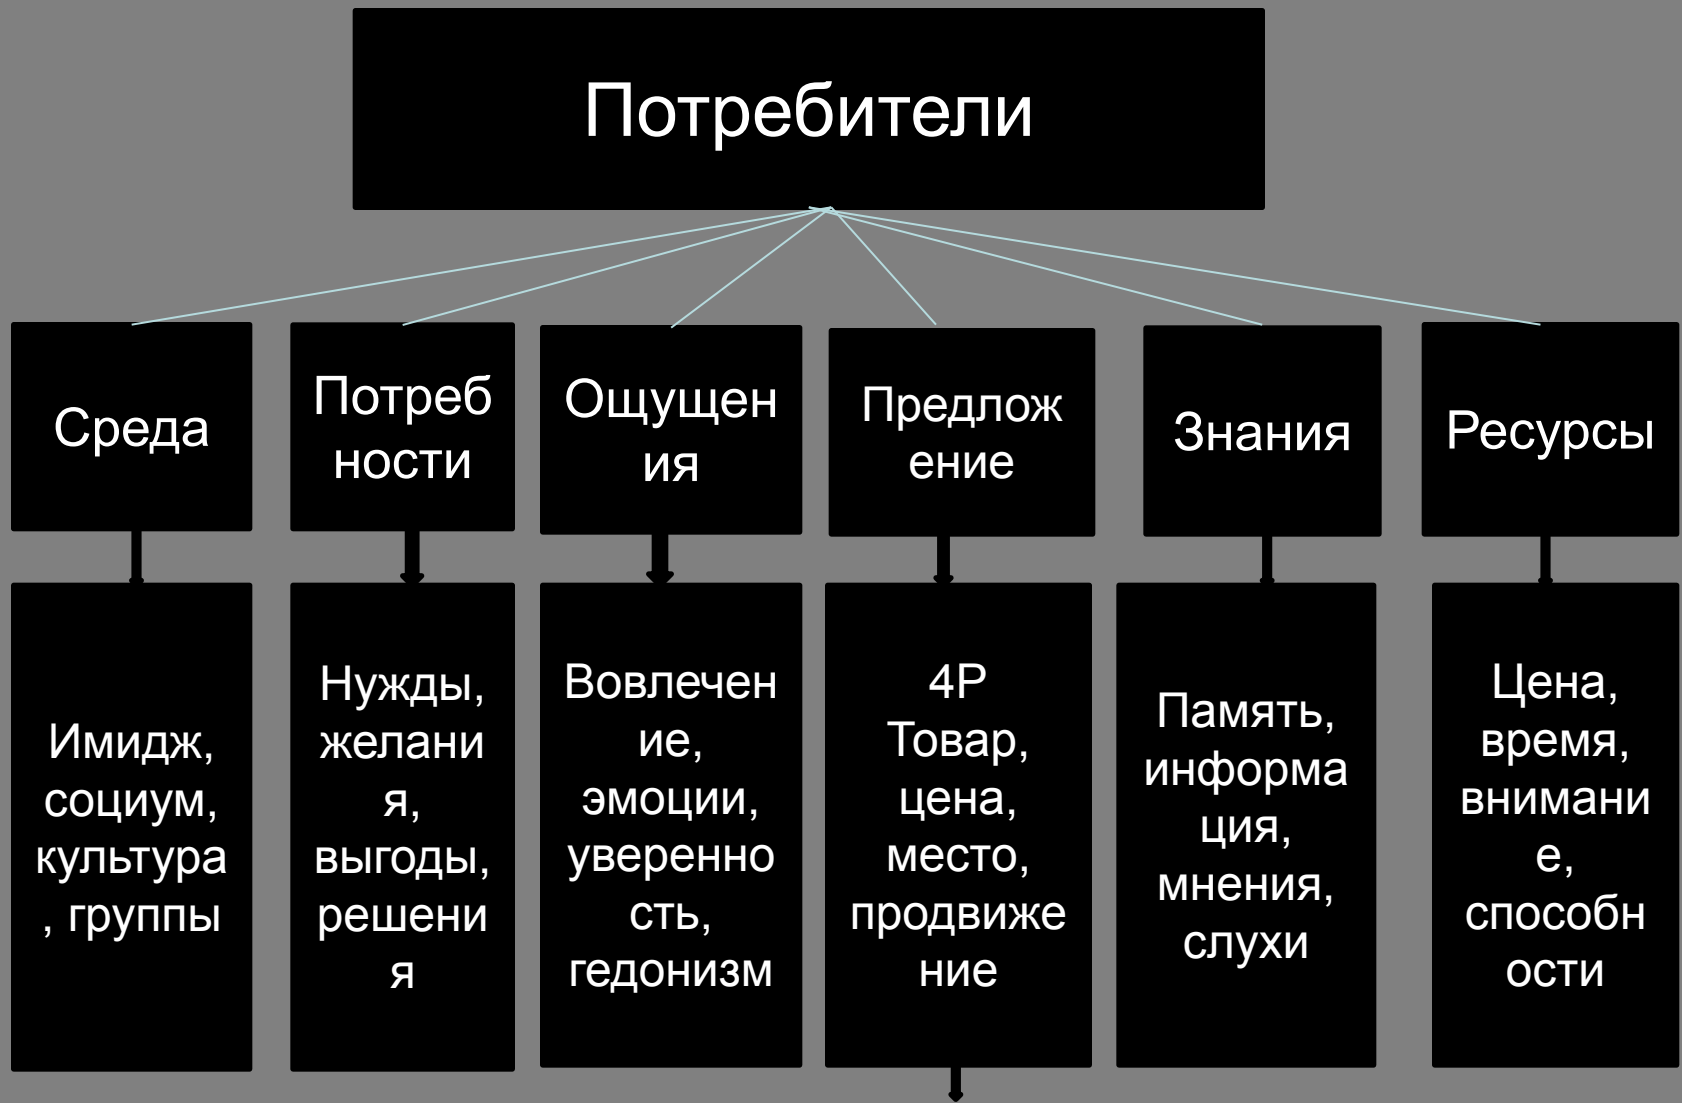 Потребители
Среда
Потреб
ности
Ощущен
ия
Предлож
ение
Знания
Ресурсы
Имидж,
социум,
культура
, группы
Нужды,
желани
я,
выгоды,
решени
я
Вовлечен
ие,
эмоции,
уверенно
сть,
гедонизм
4Р
Товар,
цена,
место,
продвиже
ние
Память,
информа
ция,
мнения,
слухи
Цена,
время,
внимани
е,
способн
ости